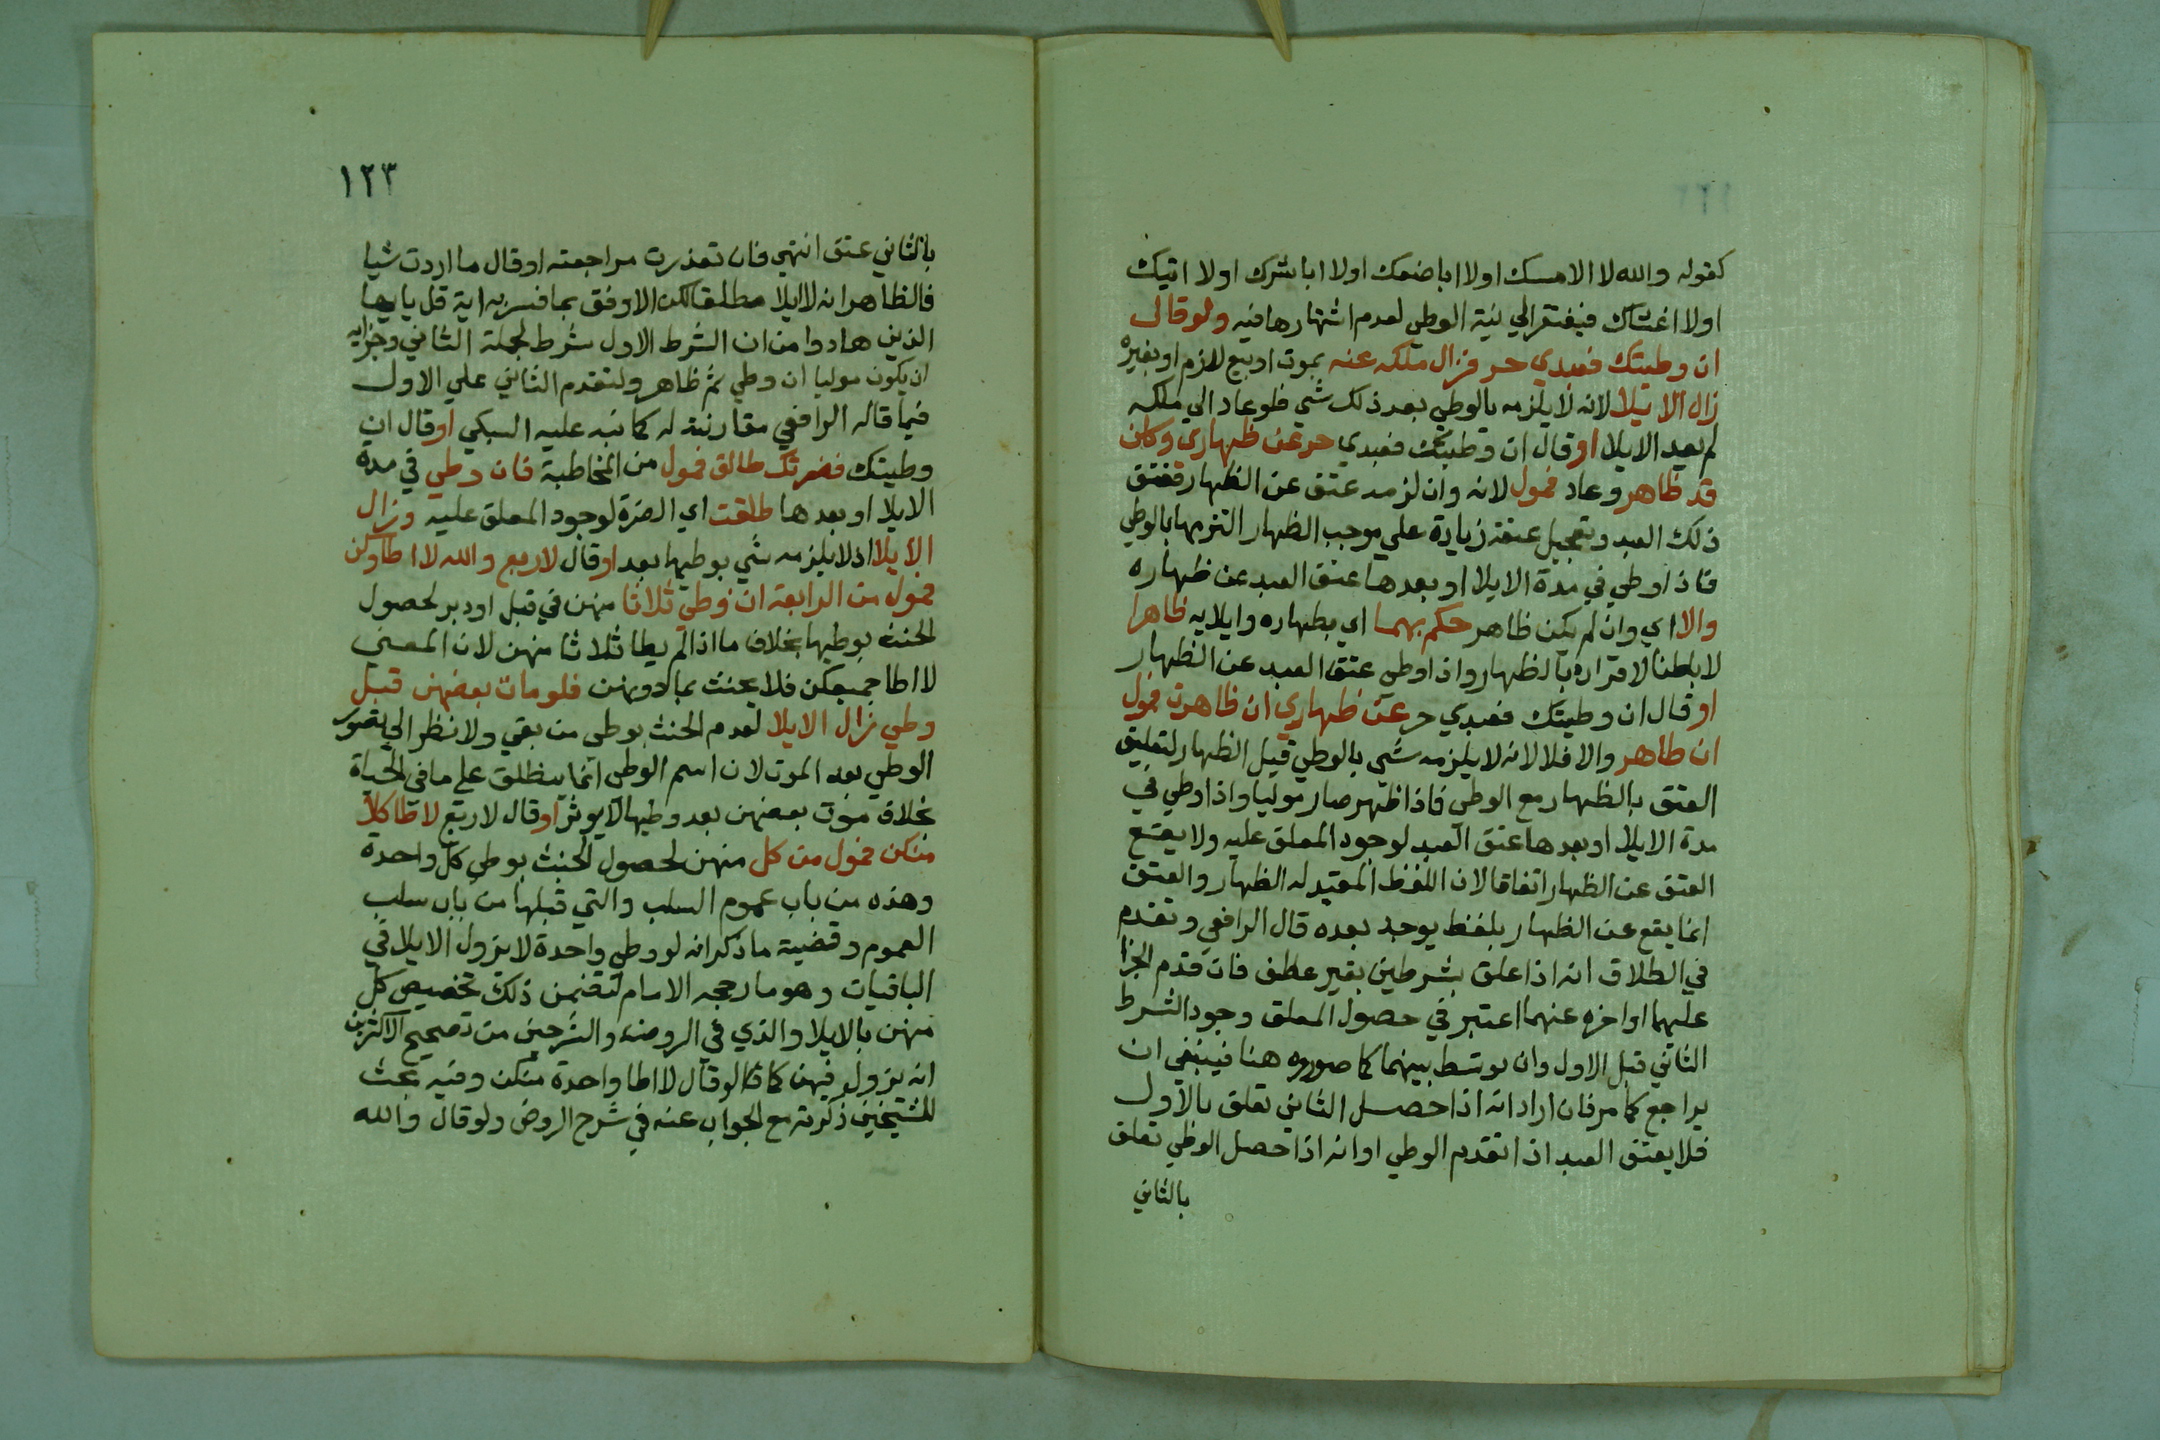 كقوله والله لا الامسك اولا اباضعك اولا اباشرك اولا اتيك
اولا اغشاك فيفتقر الي نية الوطي لعدم اشتهارها فيه ولو قال
ان وطيتك فعبدي حر فزال ملكه عنه بموت او بيع لازم او بغيره
زال الايلا لانه لا يلزمه بالوطي بعد ذلك شي فلو عاد الي ملكه
لم يعد الايلا او قال ان وطيتك فعبدي حر عن ظهاري وكان
قد ظاهر وعاد فمول لانه وان لزمه عتق عن الظهار فعتق
ذلك العبد وتعجيل عتقه زيادة علي موجب الظهار التزمها بالوطي
فاذا وطي في مدة الايلا او بعدها عتق العبد عن ظهاره
والا اي وان لم يكن ظاهر حكم بهما اي بظهاره وايلايه ظاهرا
لا باطنا لاقراره بالظهار واذا وطي عتق العبد عن الظهار
او قال ان وطيتك فعبدي حر عن ظهاري ان ظاهرت فمول
ان ظاهر والا فلا لانه لا يلزمه شي بالوطي قبل الظهار لتعليق
العتق بالظهار مع الوطي فاذا ظهر صار موليا واذا وطي في
مدة الايلا او بعدها عتق العبد لوجود المعلق عليه ولا يقع
العتق عن الظهار اتفاقا لان اللفظ المفيد له الظهار والعتق
انما يقع عن الظهار بلفظ يوجد بعده قال الرافعي وتقدم
في الطلاق انه اذا علق بشرطين بغير عطف فان قدم الجزا
عليهما او اخره عنهما اعتبر في حصول المعلق وجود الشرط
الثاني قبل الاول وان توسط بينهما كما صوروه هنا فينبغي ان
يراجع كما مر فان اراد انه اذا حصل الثاني تعلق بالاول
فلا يعتق العبد اذا تقدم الوطي او انه اذا حصل الوطي تعلق
بالثاني
١٢٣
بالثاني عتق انتهي فان تعذرت مراجعته او قال ما اردت شيا
فالظاهر انه لا ايلا مطلقا لكن الاوفق بما فسر به اية قل يا ايها
الذين هادوا من ان الشرط الاول شرط لجملة الثاني وجزايه
ان يكون موليا ان وطي ثم ظاهر ولتقدم الثاني علي الاول
فيما قاله الرافعي مقارنته له كما نبه عليه السبكي او قال ان
وطيتك فضرتك طالق فمول من المخاطبة فان وطي في مدة
الايلا او بعدها طلقت اي الضرة لوجود المعلق عليه وزال
الايلا اذ لا يلزمه شي بوطيها بعد او قال لاربع والله لا اطاوكن
فمول من الرابعة ان وطي ثلاثا منهن في قبل او دبر لحصول
الحنث بوطيها بخلاف ما اذا لم يطا ثلاثا منهن لان المعني
لا اطا جميعكن فلا يحنث بما دونهن فلو مات بعضهن قبل
وطي زال الايلا لعدم الحنث بوطي من بقي ولا نظر الي تصور
الوطي بعد الموت لان اسم الوطي انما ينطلق علي ما في الحياة
بخلاف موت بعضهن بعد وطيها لا يوثر او قال لاربع لا اطا كلا
منكن فمول من كل منهن لحصول الحنث بوطي كل واحدة
وهذه من باب عموم السلب والتي قبلها من باب سلب
العموم وقضية ما ذكر انه لو وطي واحدة لا يزول الايلا في
الباقيات وهو ما رجحه الامام لتضمن ذلك تخصيص كل
منهن بالايلا والذي في الروضه والشرحين من تصحيح الاكثرين
انه يزول فيهن كما قالو قال لا اطا واحدة منكن وفيه بحث
للشيخين ذكرته مع الجواب عنه في شرح الروض ولو قال والله